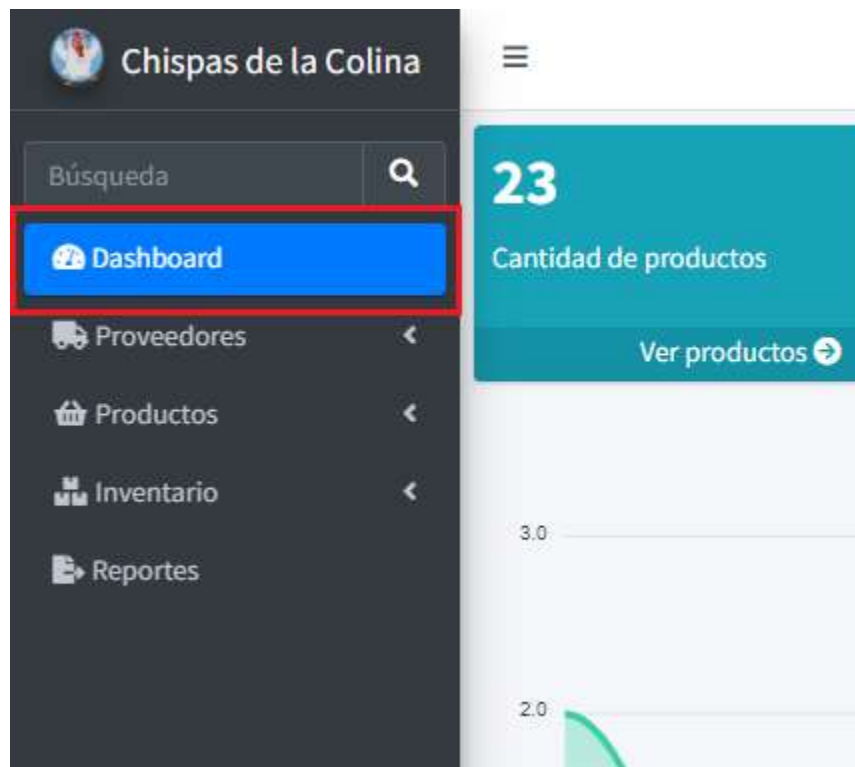 Chispas de la Colina
Búsqueda
Dashboard
Proveedores
Productos
Inventario
Reportes
23
Cantidad de productos
Ver productos
3.0
2.0